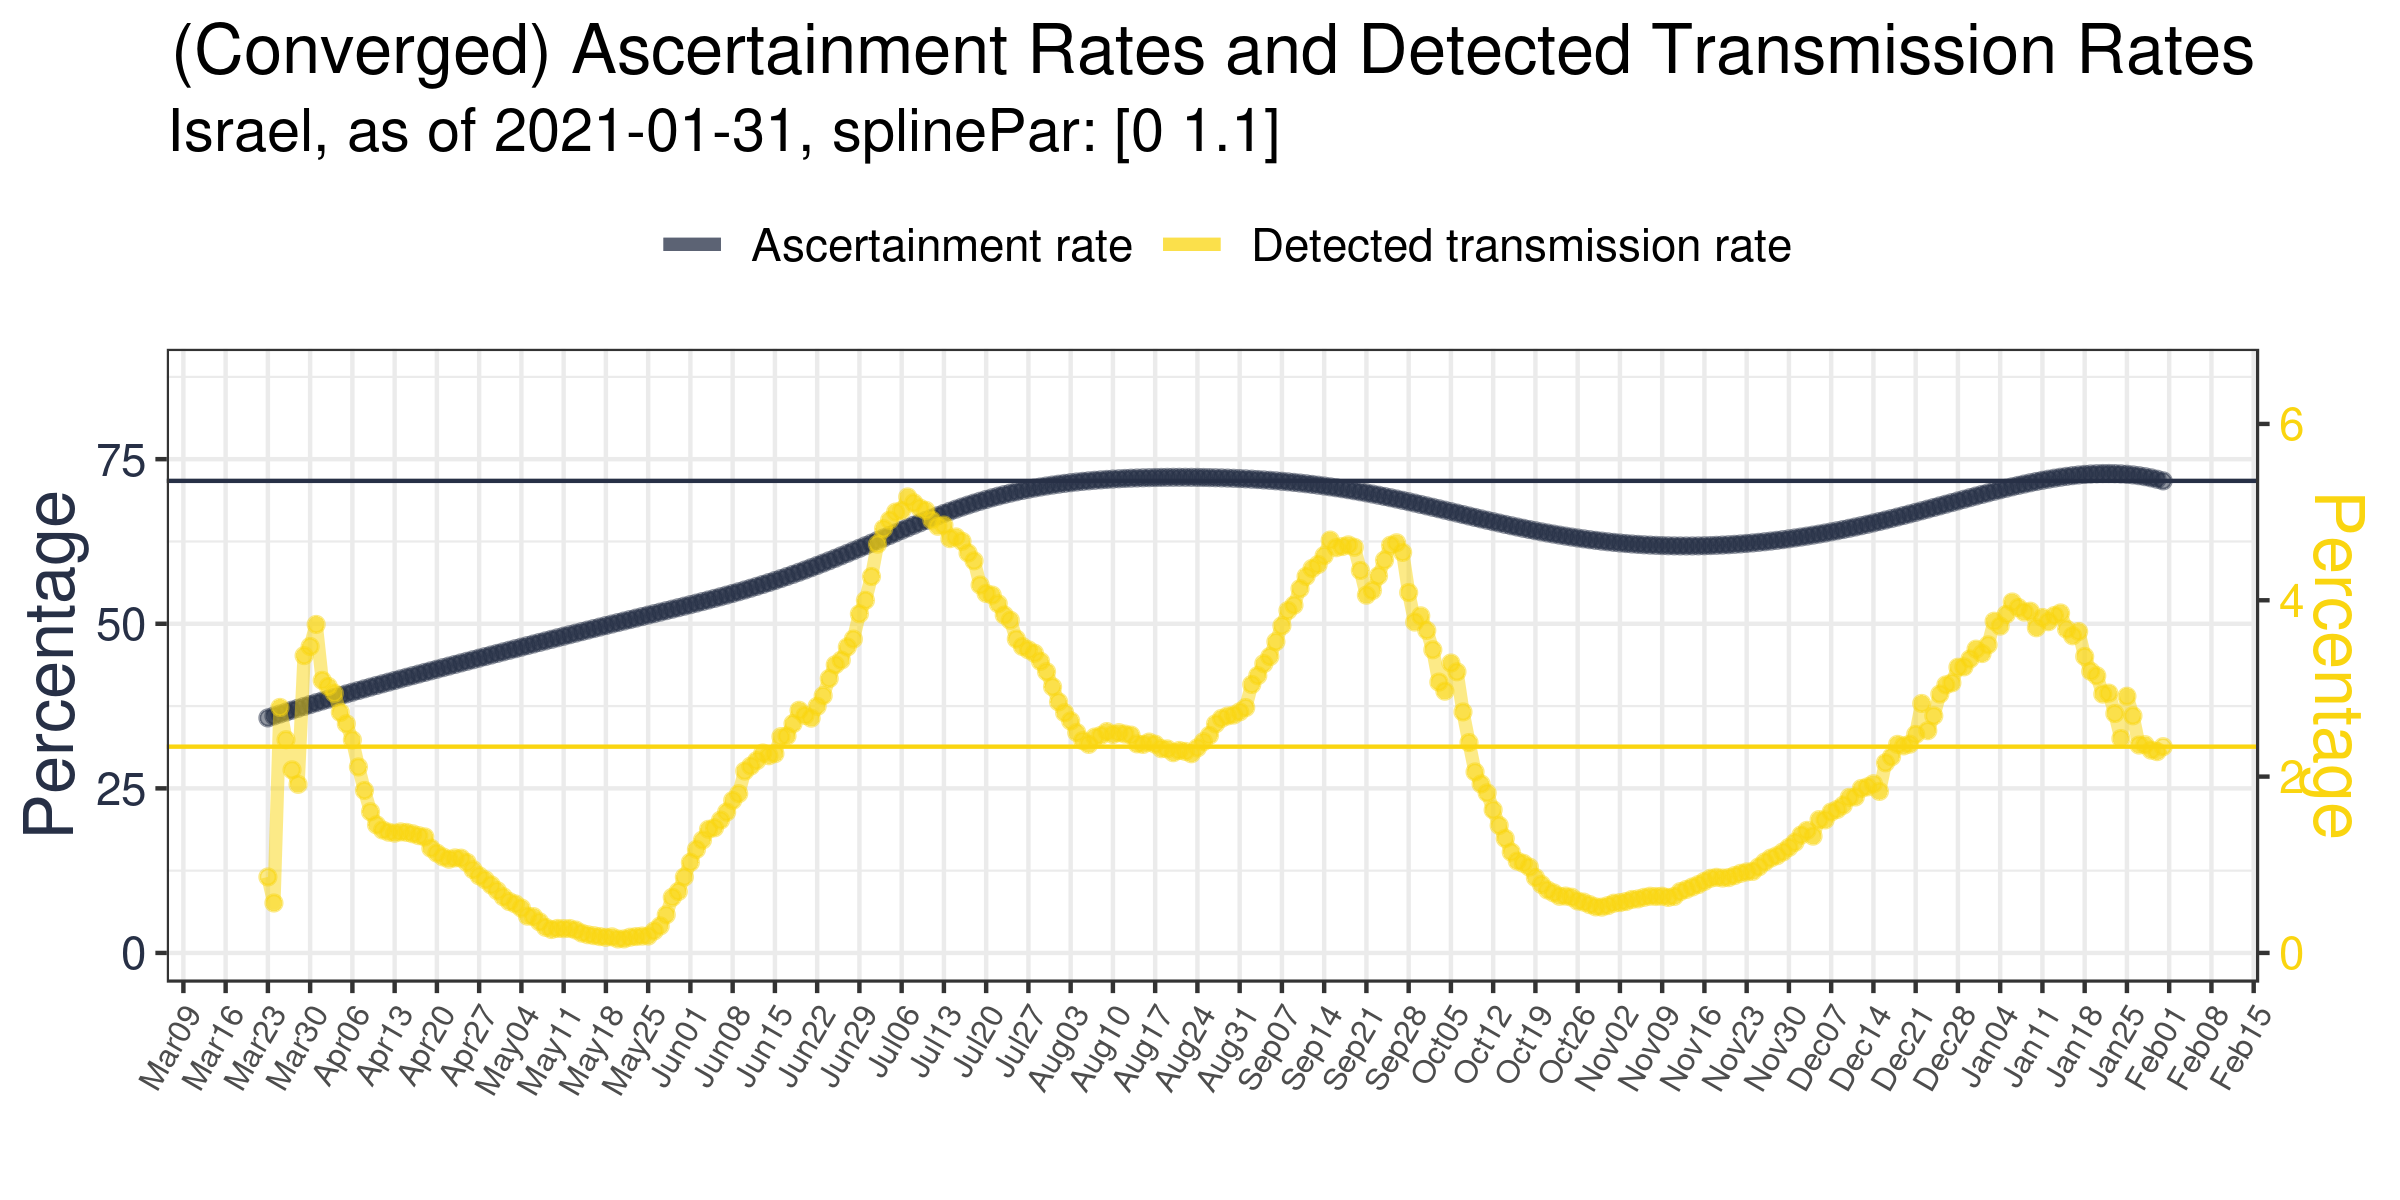 (Converged) Ascertainment Rates and Detected Transmission Rates
Israel, as of 2021-01-31, splinePar: [0 1.1]
Ascertainment rate Detected transmission rate
Percentage
75
50
25
0
6
4
2
0
Percentage
Mar09 Mar16 Mar23 Mar30 Apr06 Apr13 Apr20 Apr27 May04 May11 May18 May25 Jun01 Jun08 Jun15 Jun22 Jun29 Jul06 Jul13 Jul20 Jul27 Aug03 Aug10 Aug17 Aug24 Aug31 Sep07 Sep14 Sep21 Sep28 Oct05 Oct12 Oct19 Oct26 Nov02 Nov09 Nov16 Nov23 Nov30 Dec07 Dec14 Dec21 Dec28 Jan04 Jan11 Jan18 Jan25 Feb01 Feb08 Feb15